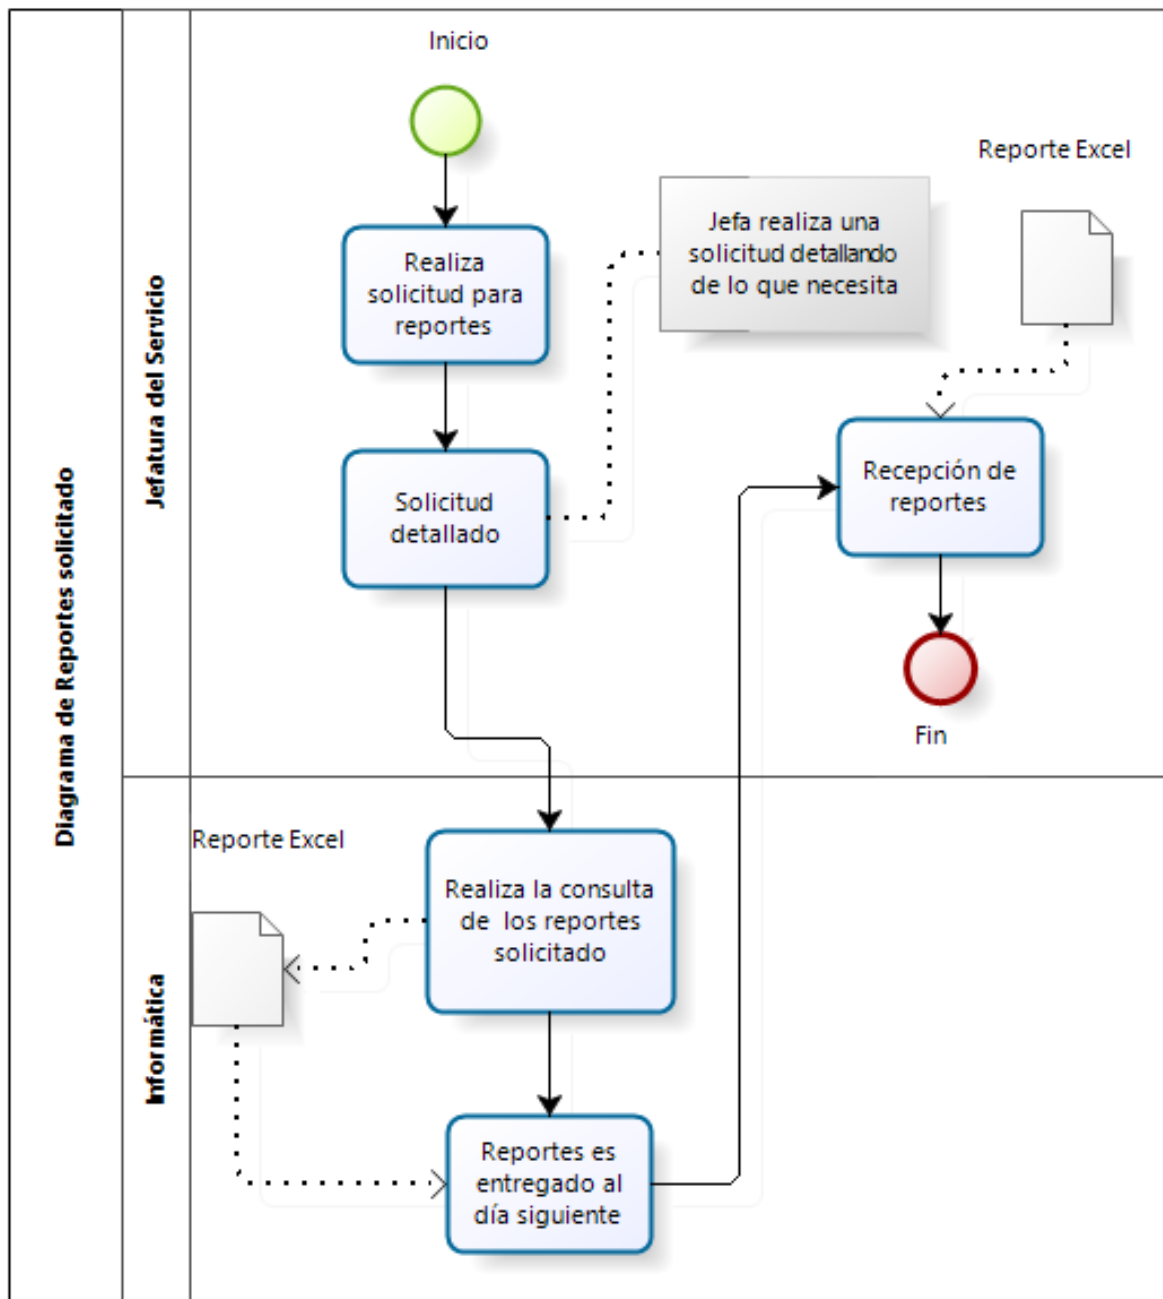 Diagrama de Reportes solicitado
Jefatura del Servicio
Inicio
Realiza
solicitud para
reportes
Solicitud
detallado
Jefa realiza una
solicitud detallando
de lo que necesita
Reporte Excel
Recepción de
reportes
Fin
Informática
Reporte Excel
Realiza la consulta
de los reportes
solicitado
Reportes es
entregado al
día siguiente